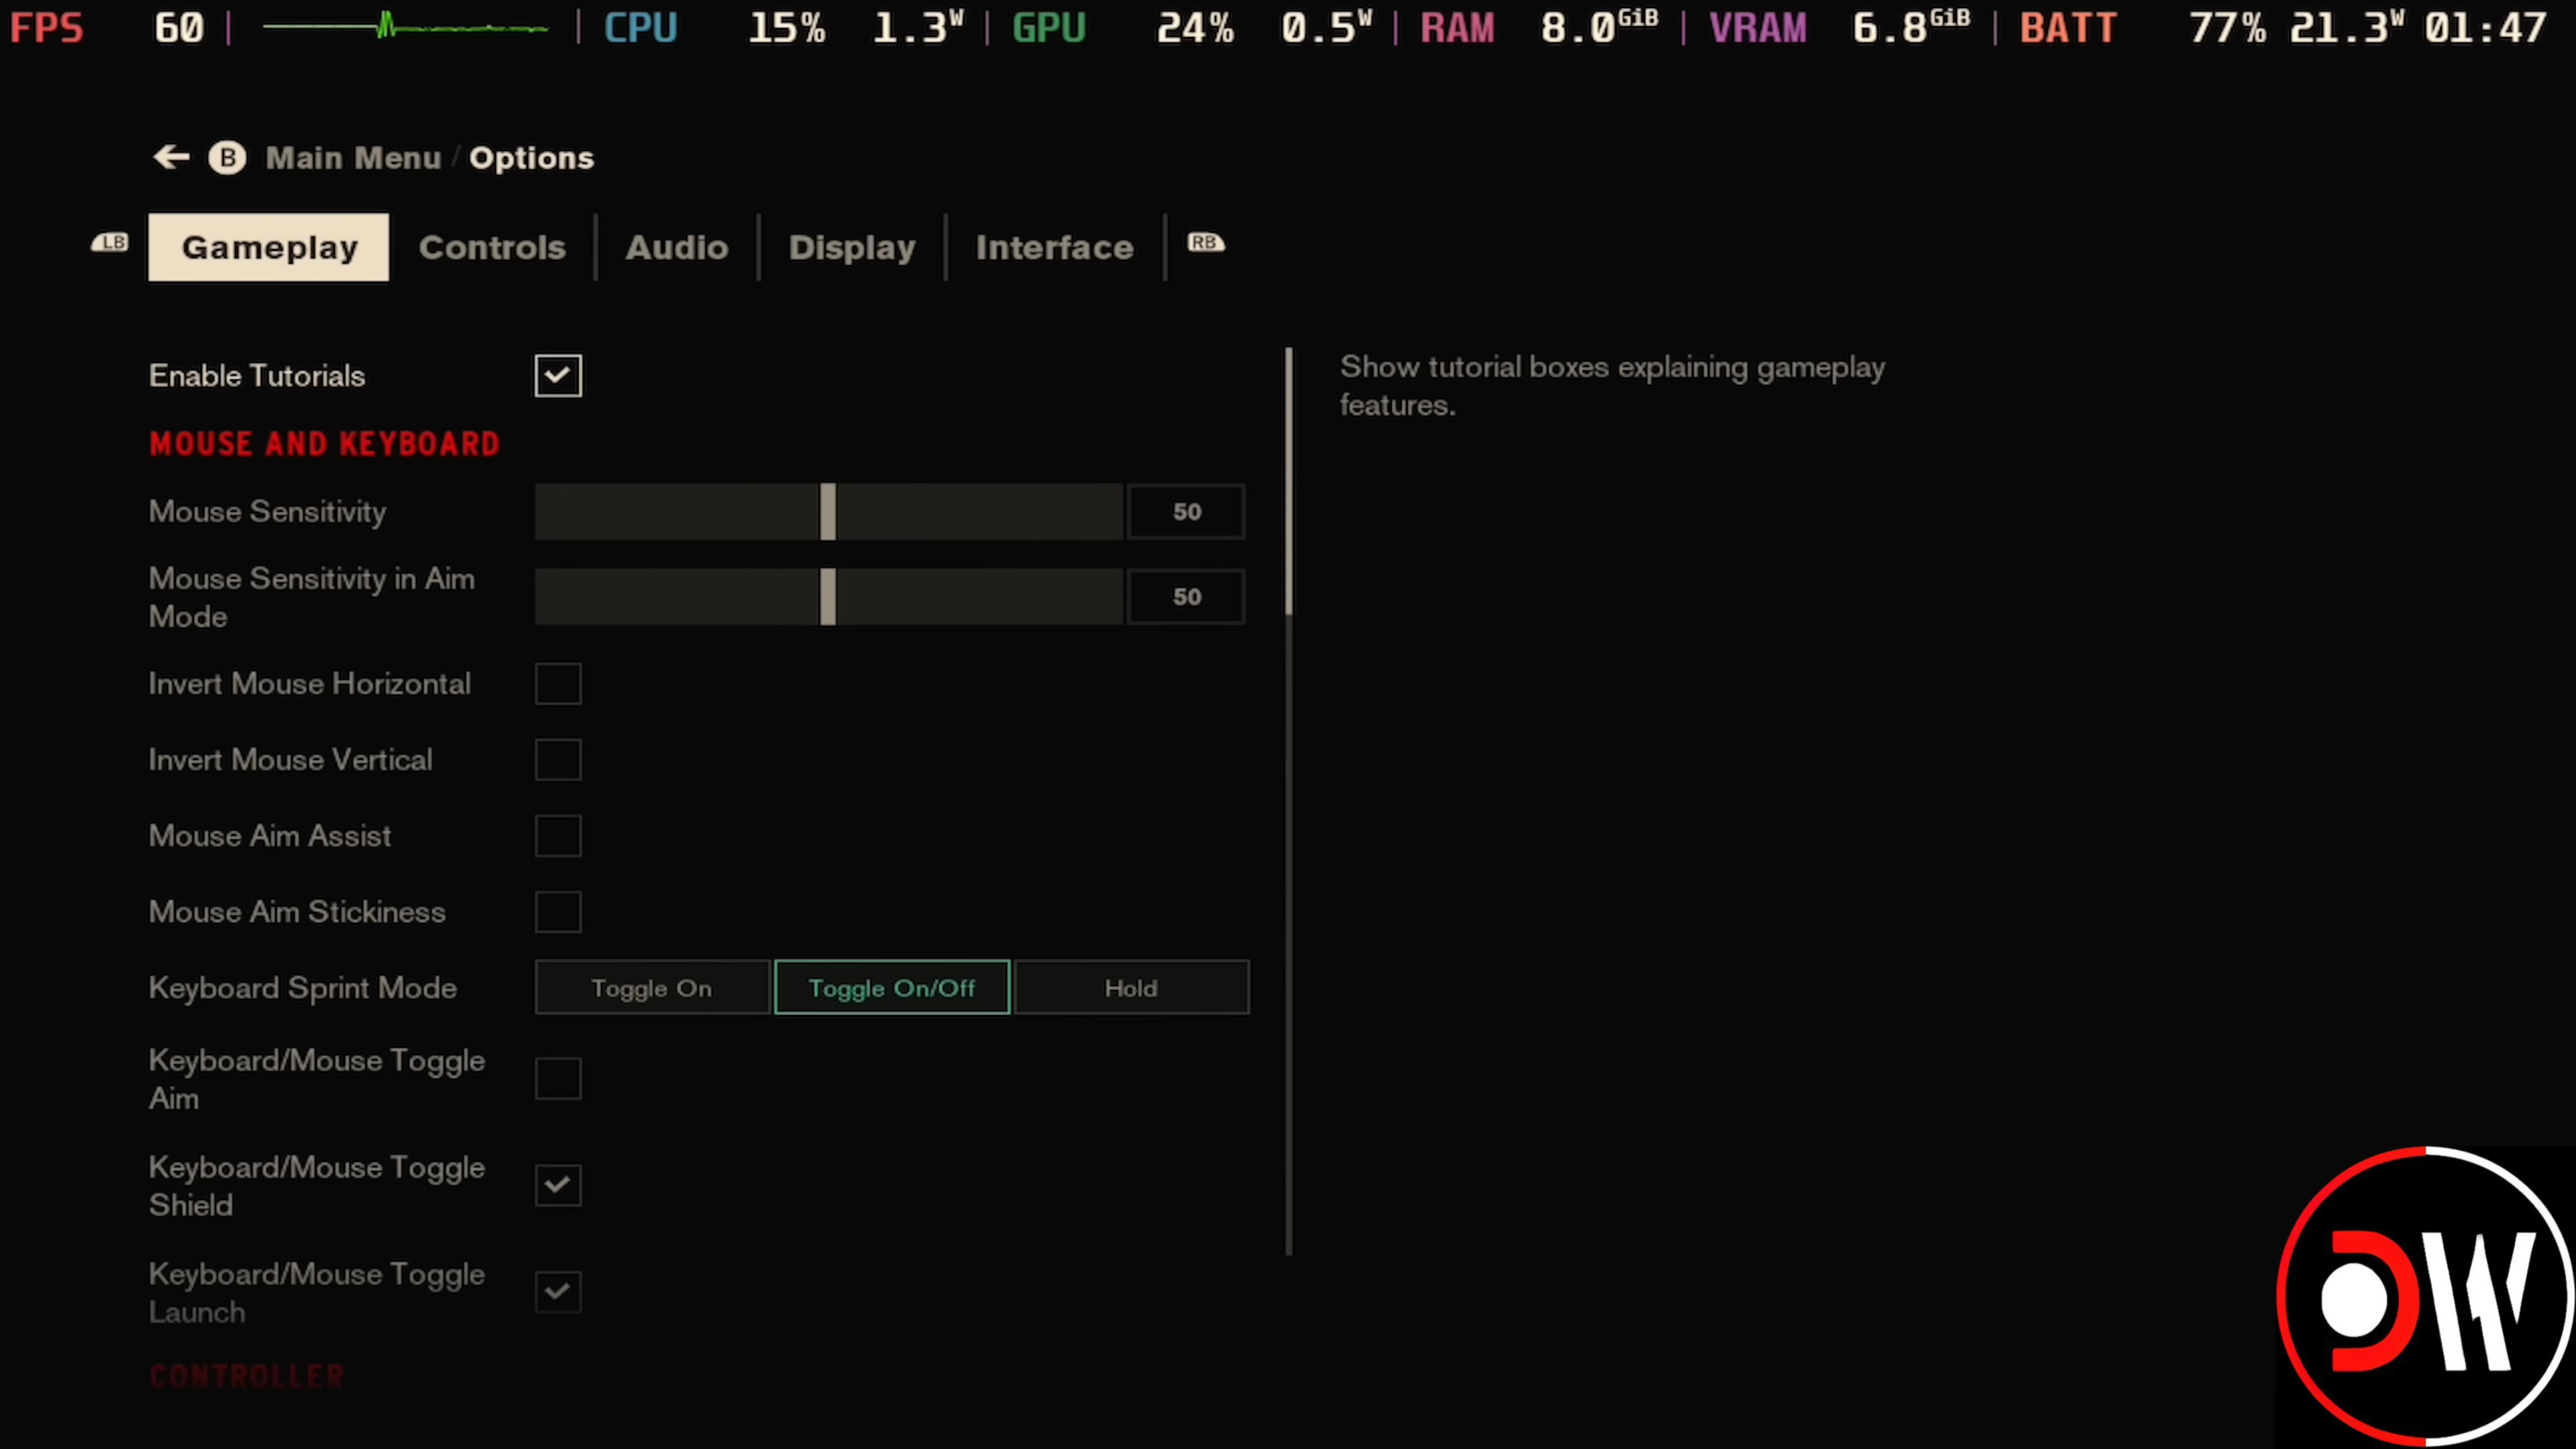 FPS 60 | CPU 15% 1.3W | GPU 24% 0.5W | RAM 8.0GiB | VRAM 6.8GiB | BATT 77% 21.3W 01:47
B Main Menu / Options
LB Gameplay Controls Audio Display Interface RB
Enable Tutorials
Show tutorial boxes explaining gameplay
features.
MOUSE AND KEYBOARD
Mouse Sensitivity 50
Mouse Sensitivity in Aim
Mode
50
Invert Mouse Horizontal
Invert Mouse Vertical
Mouse Aim Assist
Mouse Aim Stickiness
Keyboard Sprint Mode Toggle On Toggle On/Off Hold
Keyboard/Mouse Toggle
Aim
Keyboard/Mouse Toggle
Shield
Keyboard/Mouse Toggle
Launch
CONTROLLER
DW